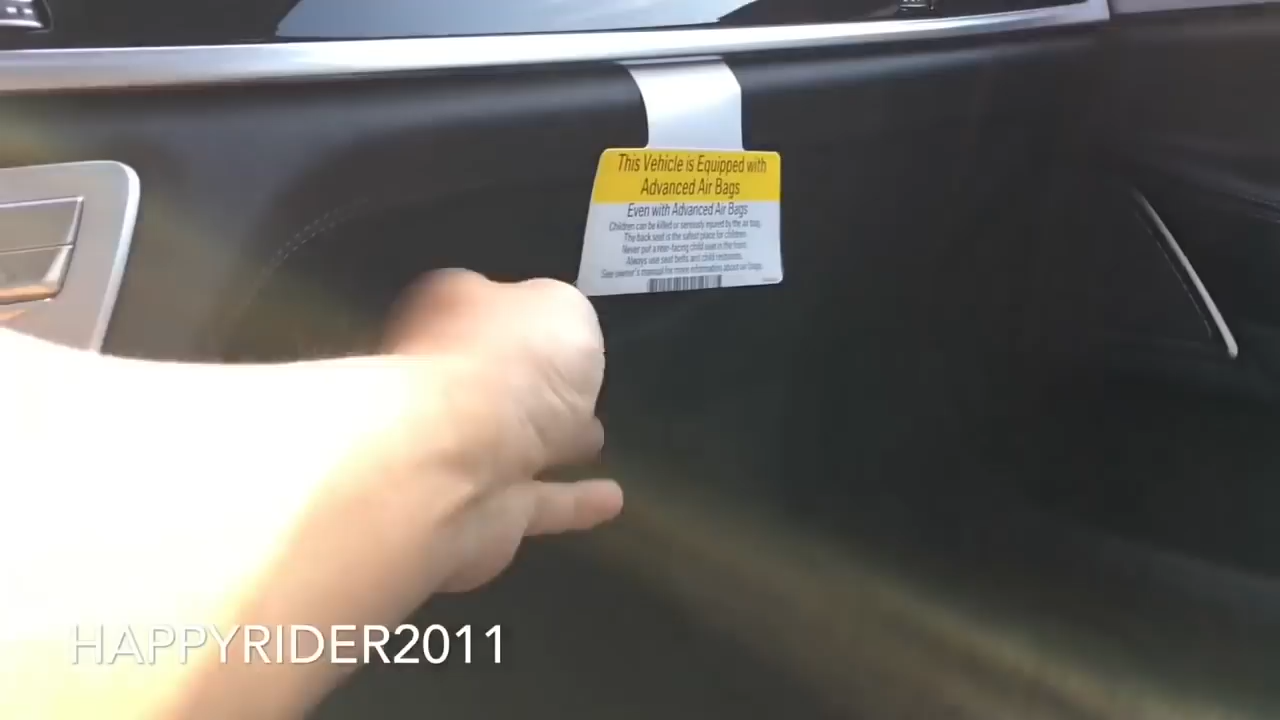 This Vehicle is Equipped with
Advanced Air Bags
Even with Advanced Air Bags
Children can be killed or seriously injured by the air bag.
The back seat is the safest place for children.
Never put a rear-facing child seat in the front.
Always use seat belts and child restraints.
See owner's manual for more information about air bags.
HAPPYRIDER2011